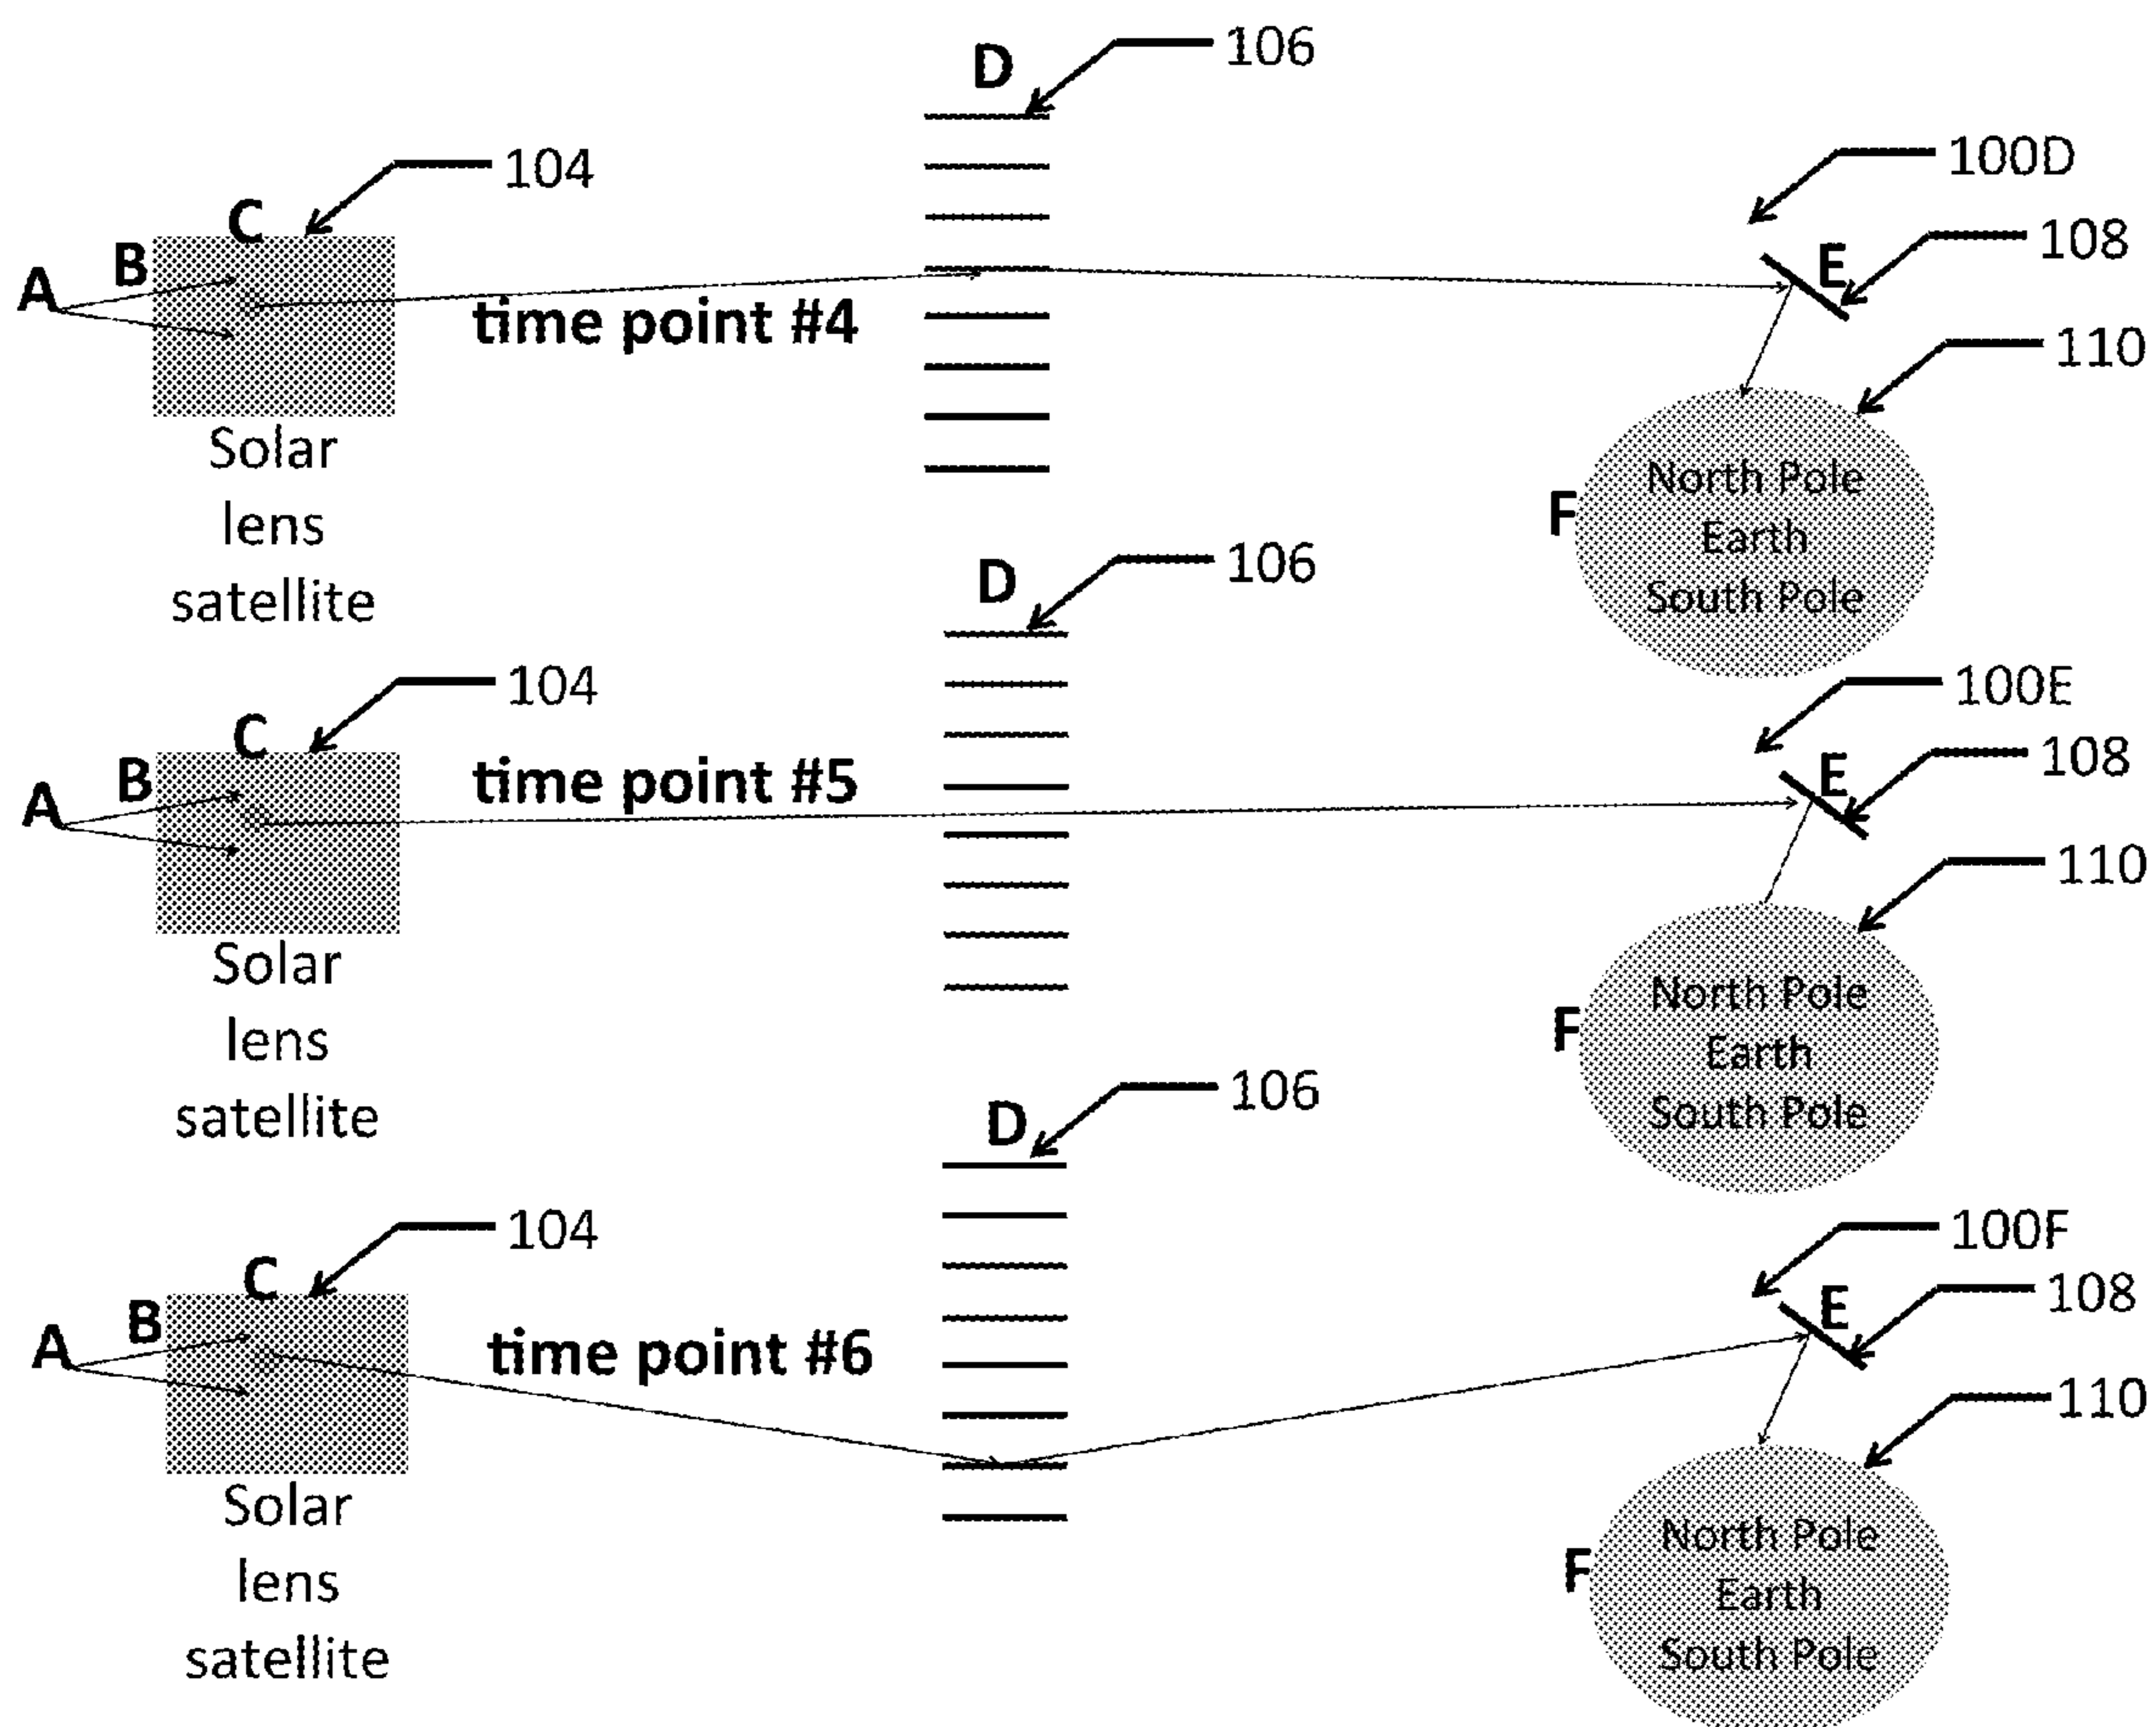 D 106
104 100D
C 108
A B E
time point #4 110
Solar
lens
satellite
North Pole
F Earth
South Pole
D 106
104 100E
C 108
A B time point #5 E
110
Solar
lens
satellite
North Pole
F Earth
South Pole
D 106
104 100F
C 108
A B time point #6 E
110
Solar
lens
satellite
North Pole
F Earth
South Pole